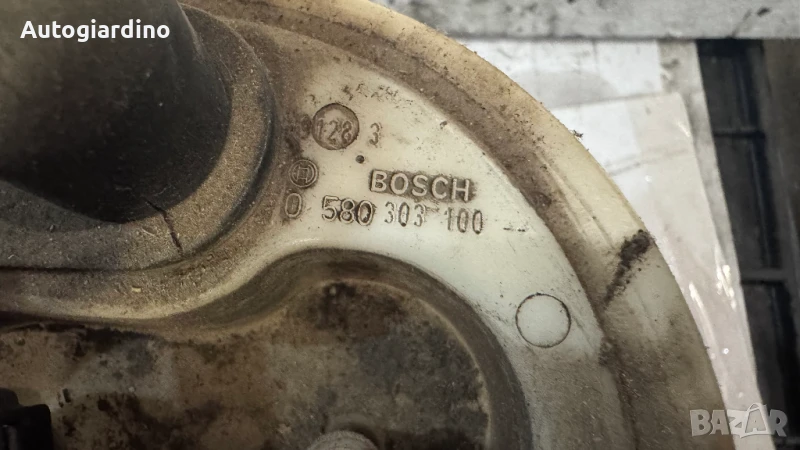 Autogiardino
128 3
BOSCH
0 580 303 100
BAZAR